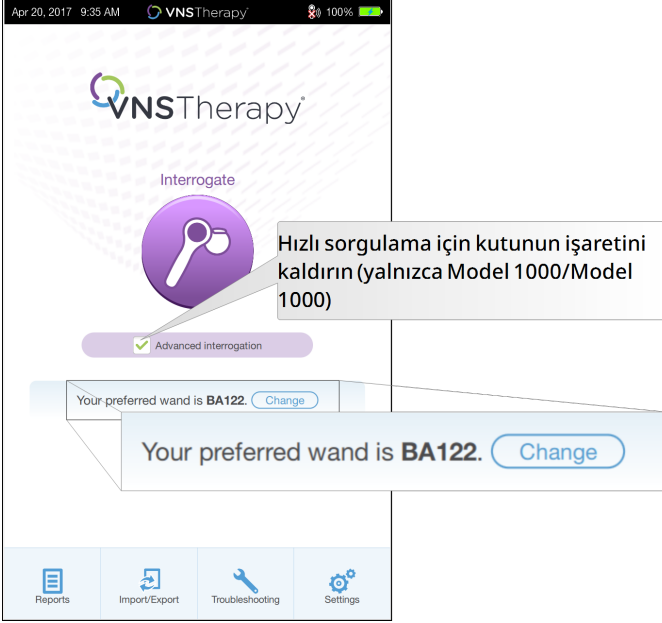 Apr 20, 2017 9:35 AM VNSTherapy 100%
VNSTherapy
Interrogate
Hızlı sorgulama için kutunun işaretini
kaldırın (yalnızca Model 1000/Model
1000)
Advanced interrogation
Your preferred wand is BA122. Change
Your preferred wand is BA122. Change
Reports Import/Export Troubleshooting Settings